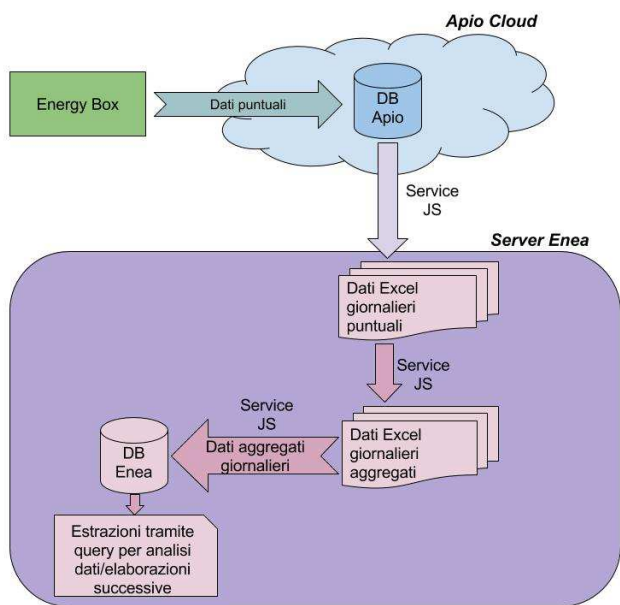 Apio Cloud
Energy Box
Dati puntuali
DB
Apio
Service
JS
Server Enea
Dati Excel
giornalieri
puntuali
Service
JS
Service
JS
Dati aggregati
giornalieri
Dati Excel
giornalieri
aggregati
DB
Enea
Estrazioni tramite
query per analisi
dati/elaborazioni
successive